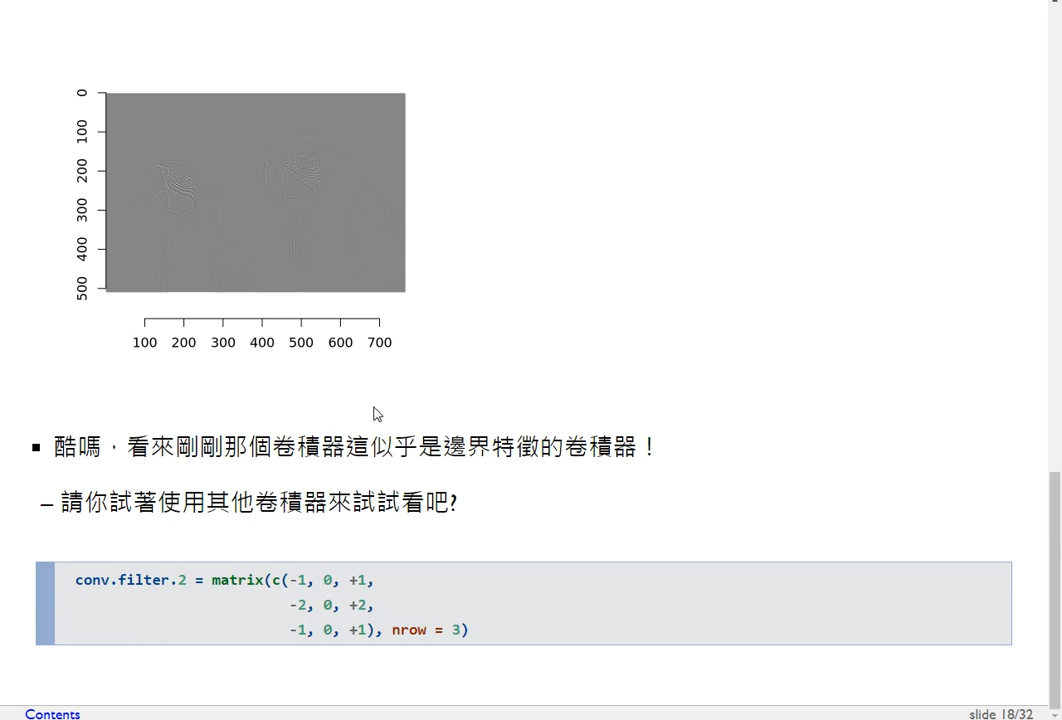 0
100
200
300
400
500
100 200 300 400 500 600 700
▪ 酷嗎，看來剛剛那個卷積器這似乎是邊界特徵的卷積器！
– 請你試著使用其他卷積器來試試看吧?
conv.filter.2 = matrix(c(-1, 0, +1,
-2, 0, +2,
-1, 0, +1), nrow = 3)
Contents
slide 18/32